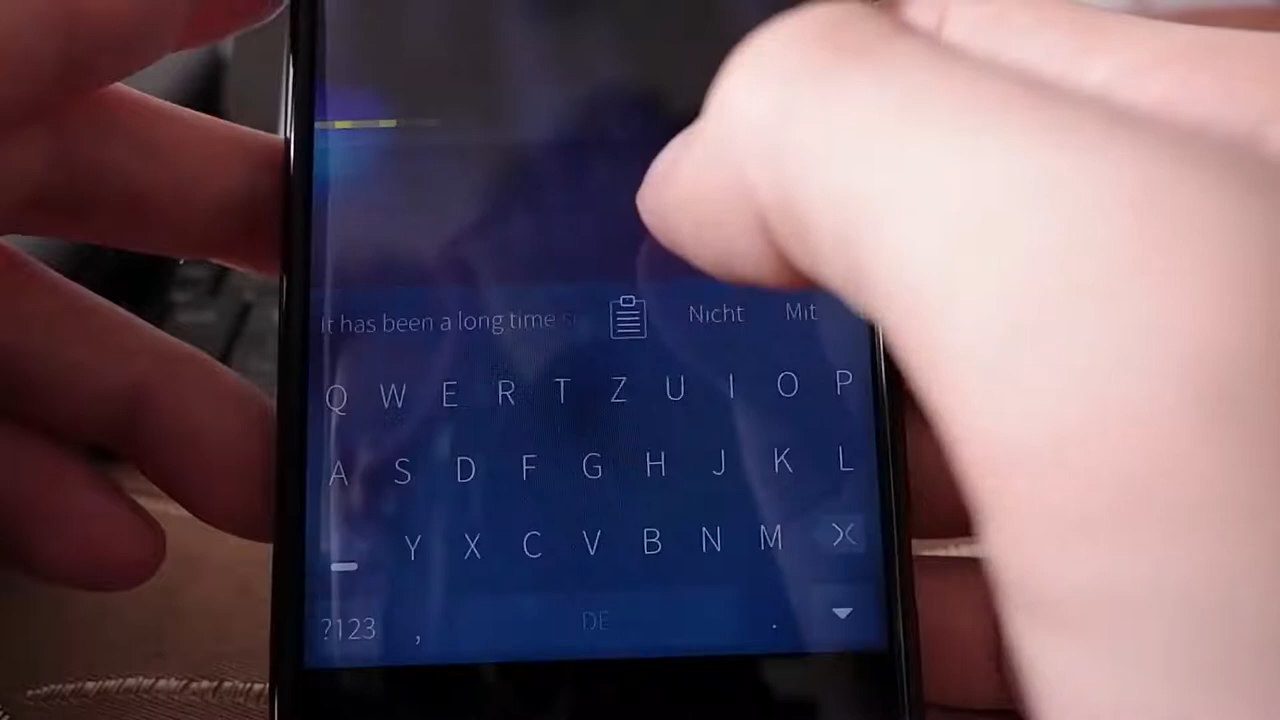 It has been a long time Nicht Mit
Q W E R T Z U I O P
A S D F G H J K L
Y X C V B N M
?123 , DE .